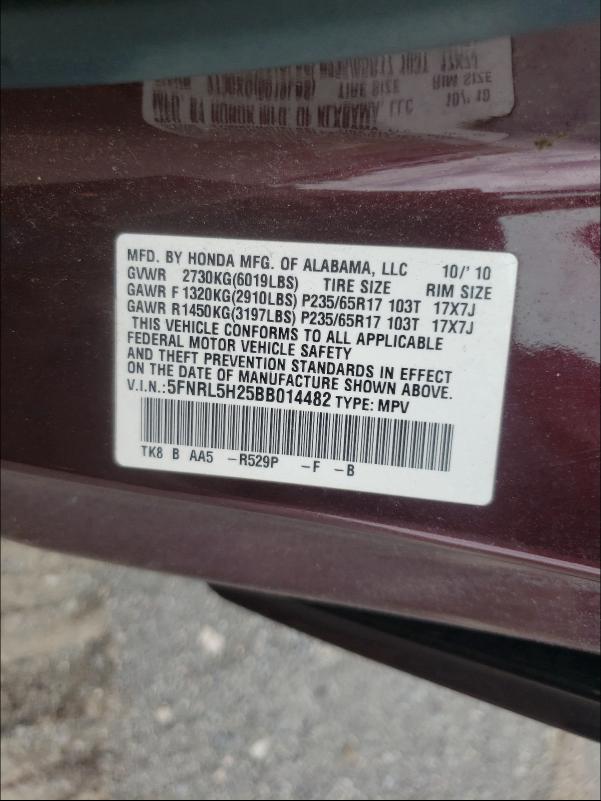 MFD. BY HONDA MFG. OF ALABAMA, LLC 10/'10
GVWR 2730KG(6019LBS) TIRE SIZE RIM SIZE
GAWR F 1320KG(2910LBS) P235/65R17 103T 17X7J
GAWR R1450KG(3197LBS) P235/65R17 103T 17X7J
THIS VEHICLE CONFORMS TO ALL APPLICABLE
FEDERAL MOTOR VEHICLE SAFETY
AND THEFT PREVENTION STANDARDS IN EFFECT
ON THE DATE OF MANUFACTURE SHOWN ABOVE.
V.I.N.:5FNRL5H25BB014482 TYPE: MPV
TK8 B AA5 -R529P -F -B